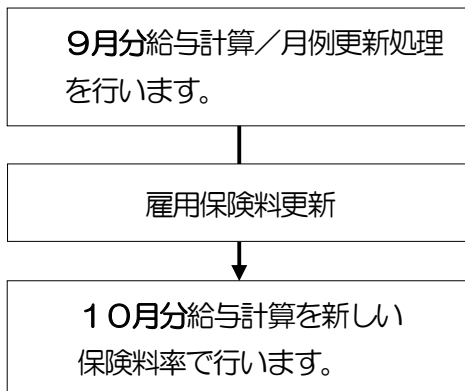 ９月分給与計算／月例更新処理
を行います。
雇用保険料更新
１０月分給与計算を新しい
保険料率で行います。